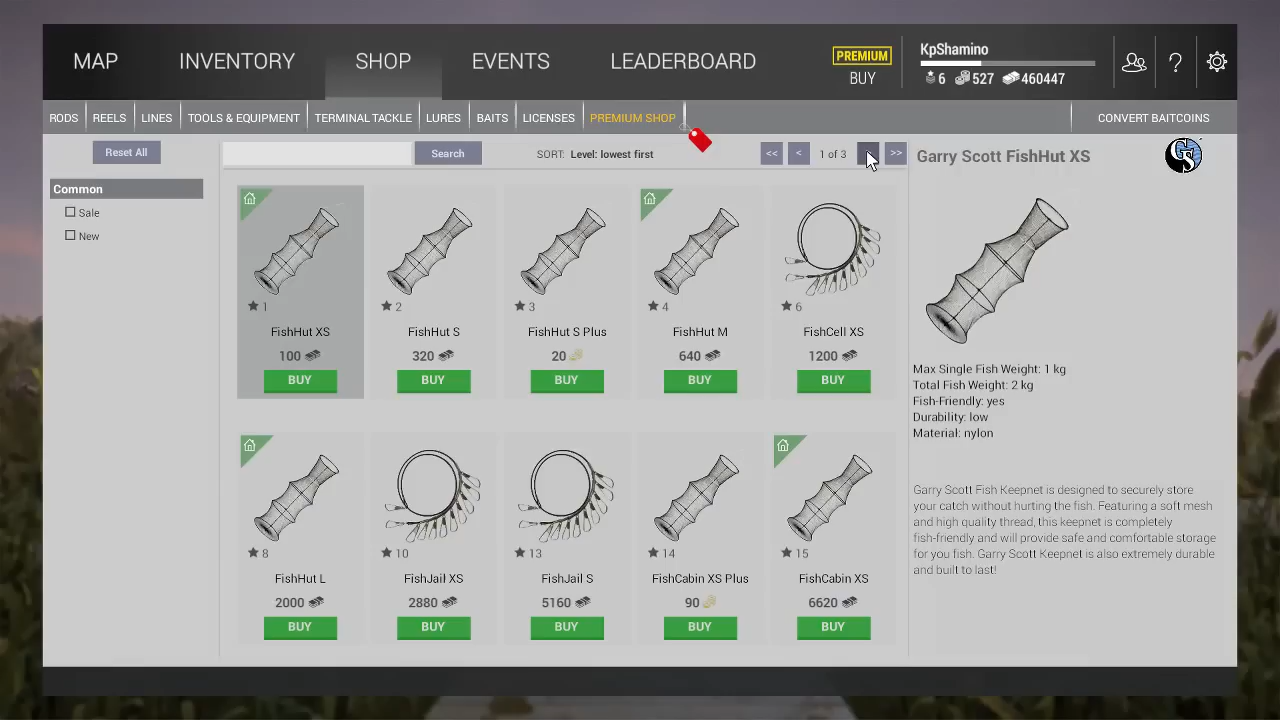 MAP INVENTORY SHOP EVENTS LEADERBOARD
PREMIUM
BUY
KpShamino
6 527 460447
?
RODS REELS LINES TOOLS & EQUIPMENT TERMINAL TACKLE LURES BAITS LICENSES PREMIUM SHOP CONVERT BAITCOINS
Reset All
Search
SORT: Level: lowest first
<< < 1 of 3 >>
Garry Scott FishHut XS
GS
Common
Sale
New
1 2 3 4 6
FishHut XS FishHut S FishHut S Plus FishHut M FishCell XS
100 320 20 640 1200
BUY BUY BUY BUY BUY
8 10 13 14 15
FishHut L FishJail XS FishJail S FishCabin XS Plus FishCabin XS
2000 2880 5160 90 6620
BUY BUY BUY BUY BUY
Max Single Fish Weight: 1 kg
Total Fish Weight: 2 kg
Fish-Friendly: yes
Durability: low
Material: nylon
Garry Scott Fish Keepnet is designed to securely store
your catch without hurting the fish. Featuring a soft mesh
and high quality thread, this keepnet is completely
fish-friendly and will provide safe and comfortable storage
for you fish. Garry Scott Keepnet is also extremely durable
and built to last!